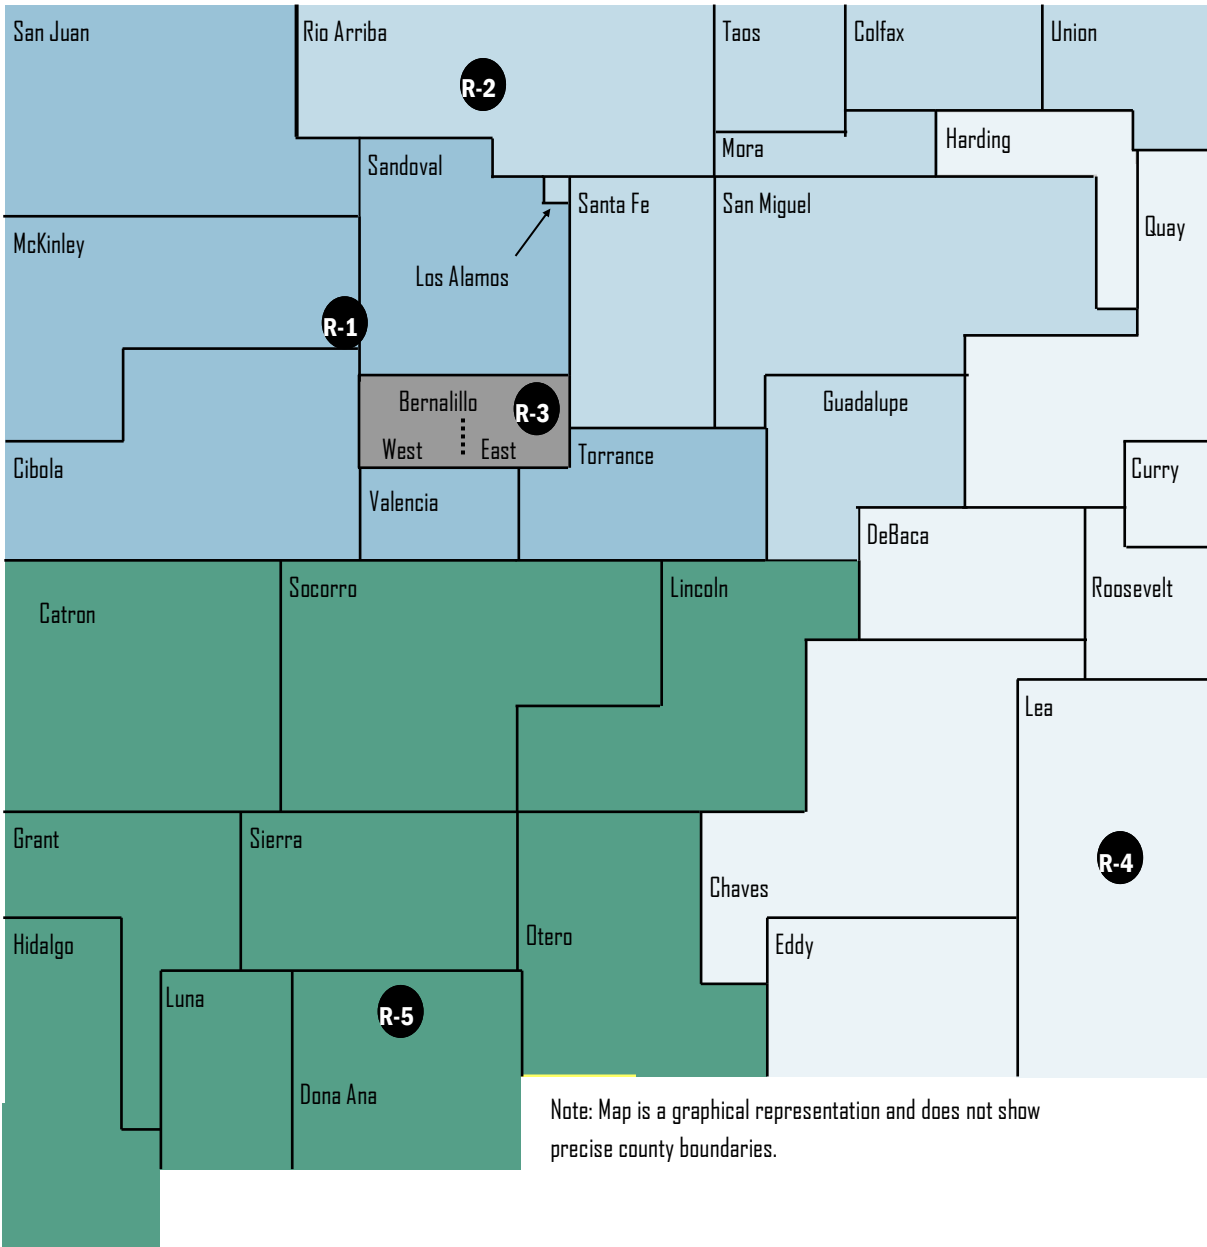 San Juan
Rio Arriba
Taos
Colfax
Union
R-2
Mora
Harding
Sandoval
Santa Fe
San Miguel
Quay
McKinley
Los Alamos
R-1
Bernalillo
R-3
Guadalupe
West
East
Torrance
Cibola
Curry
Valencia
DeBaca
Catron
Socorro
Lincoln
Roosevelt
Lea
Grant
Sierra
R-4
Chaves
Hidalgo
Otero
Eddy
Luna
R-5
Dona Ana
Note: Map is a graphical representation and does not show
precise county boundaries.